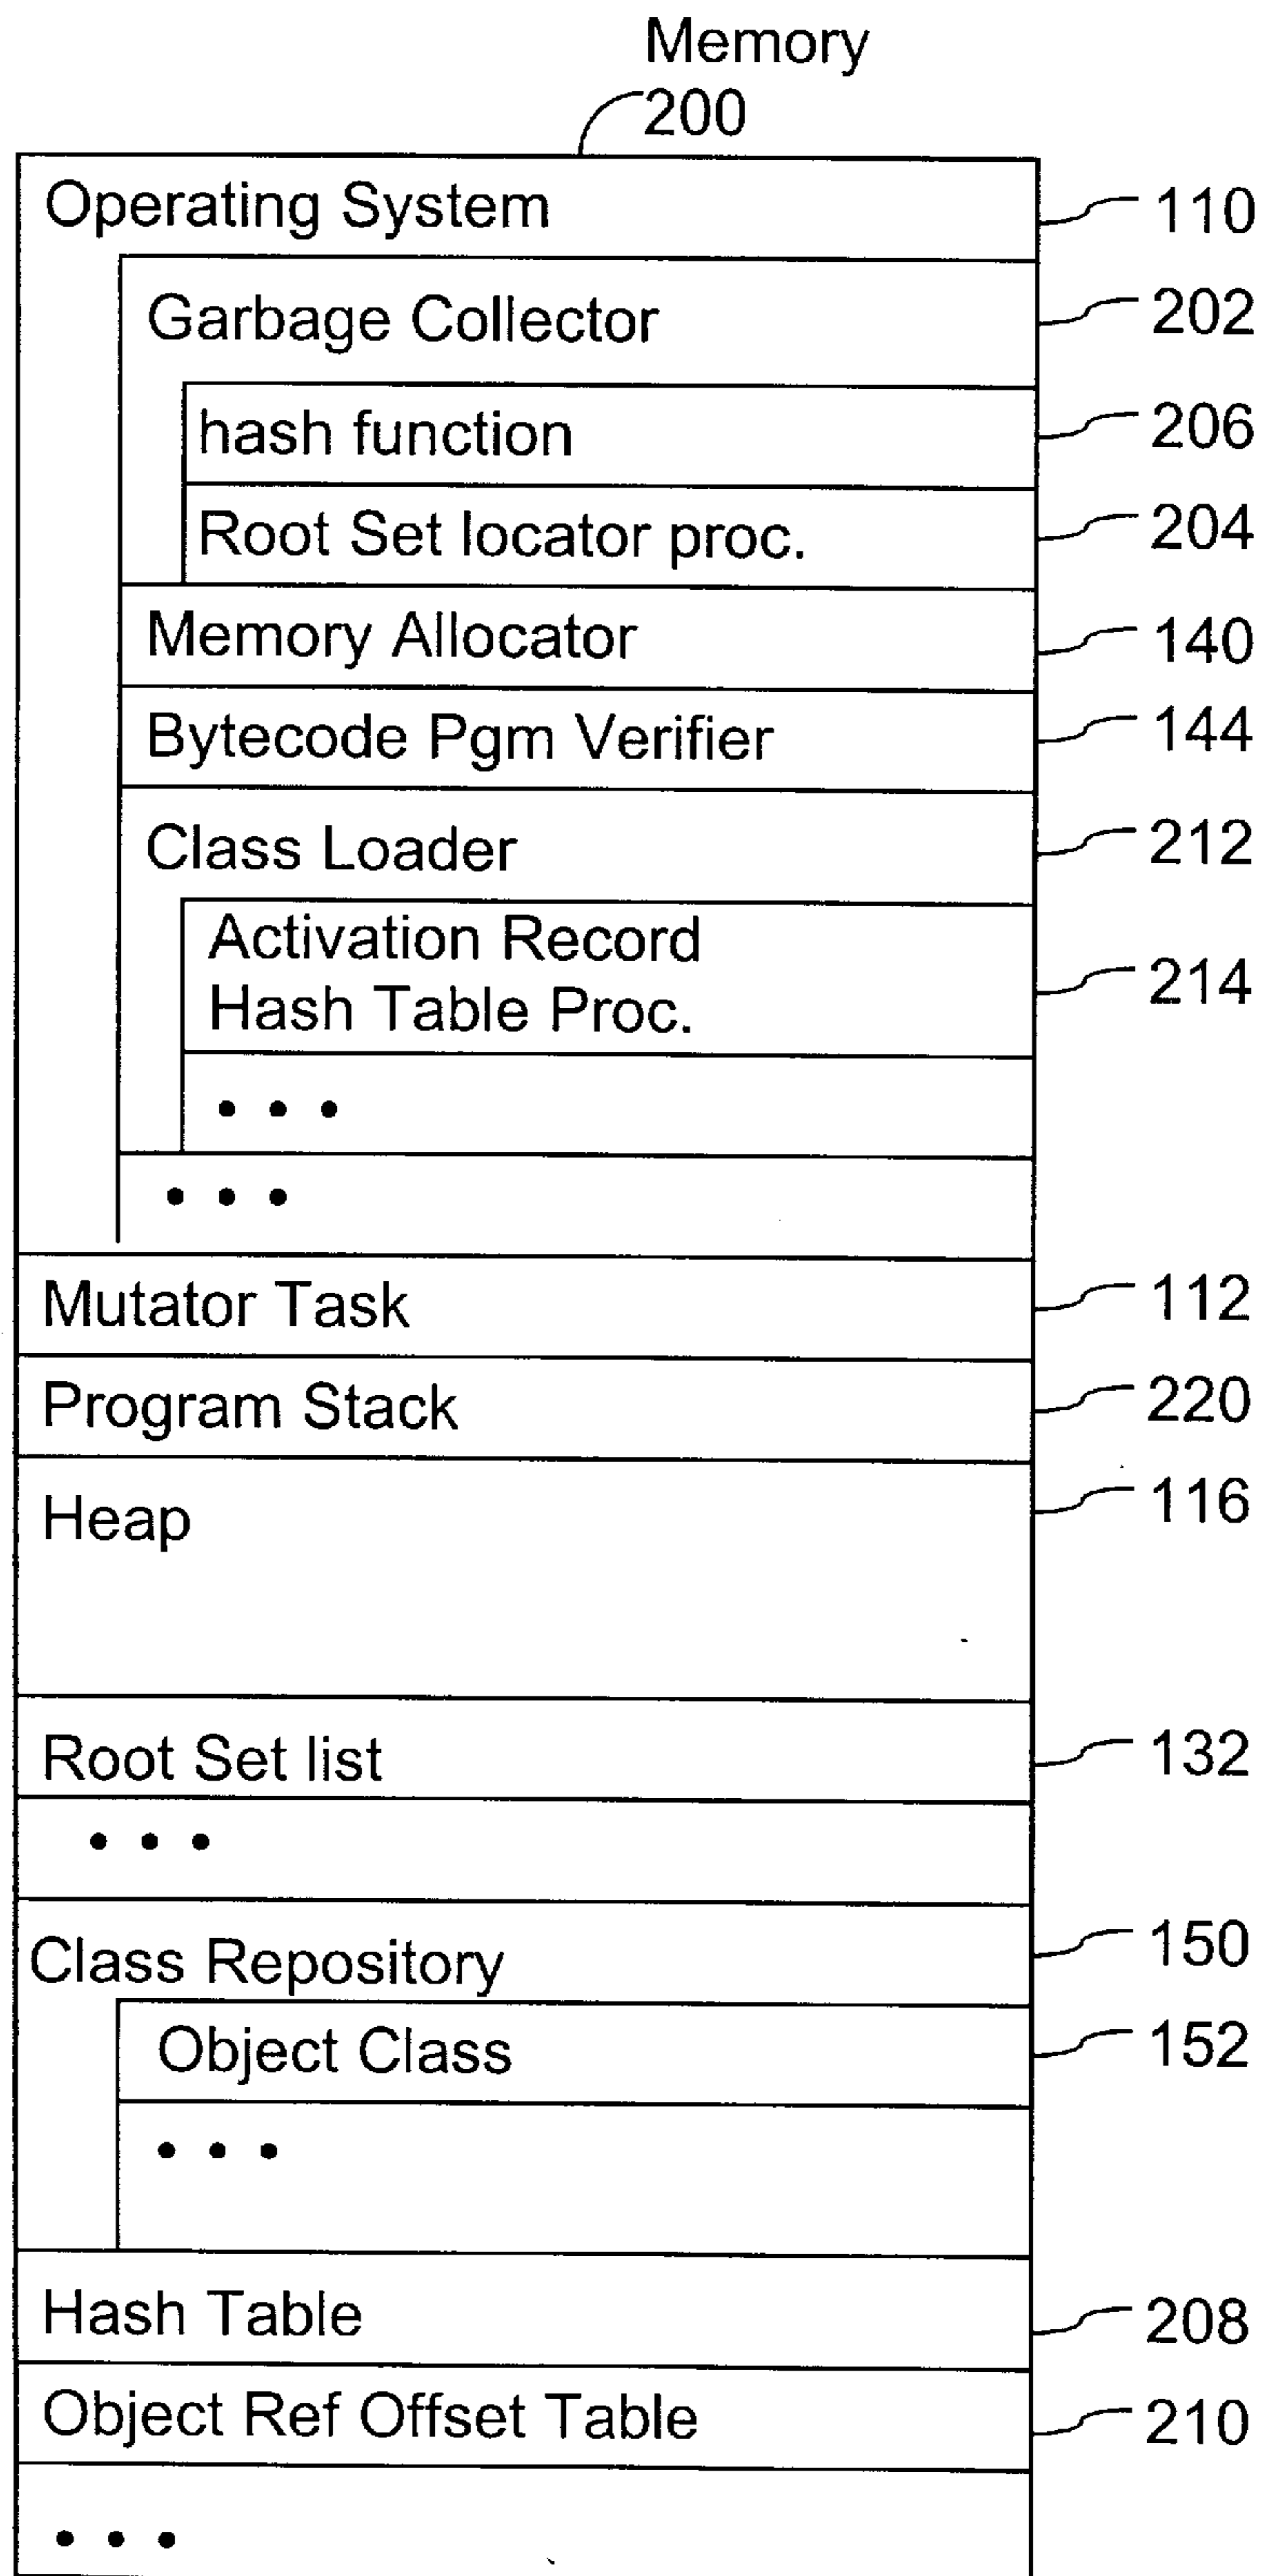 Memory
200
Operating System 110
Garbage Collector 202
hash function 206
Root Set locator proc. 204
Memory Allocator 140
Bytecode Pgm Verifier 144
Class Loader 212
Activation Record
Hash Table Proc. 214
• • •
• • •
Mutator Task 112
Program Stack 220
Heap 116
Root Set list 132
• • •
Class Repository 150
Object Class 152
• • •
Hash Table 208
Object Ref Offset Table 210
• • •